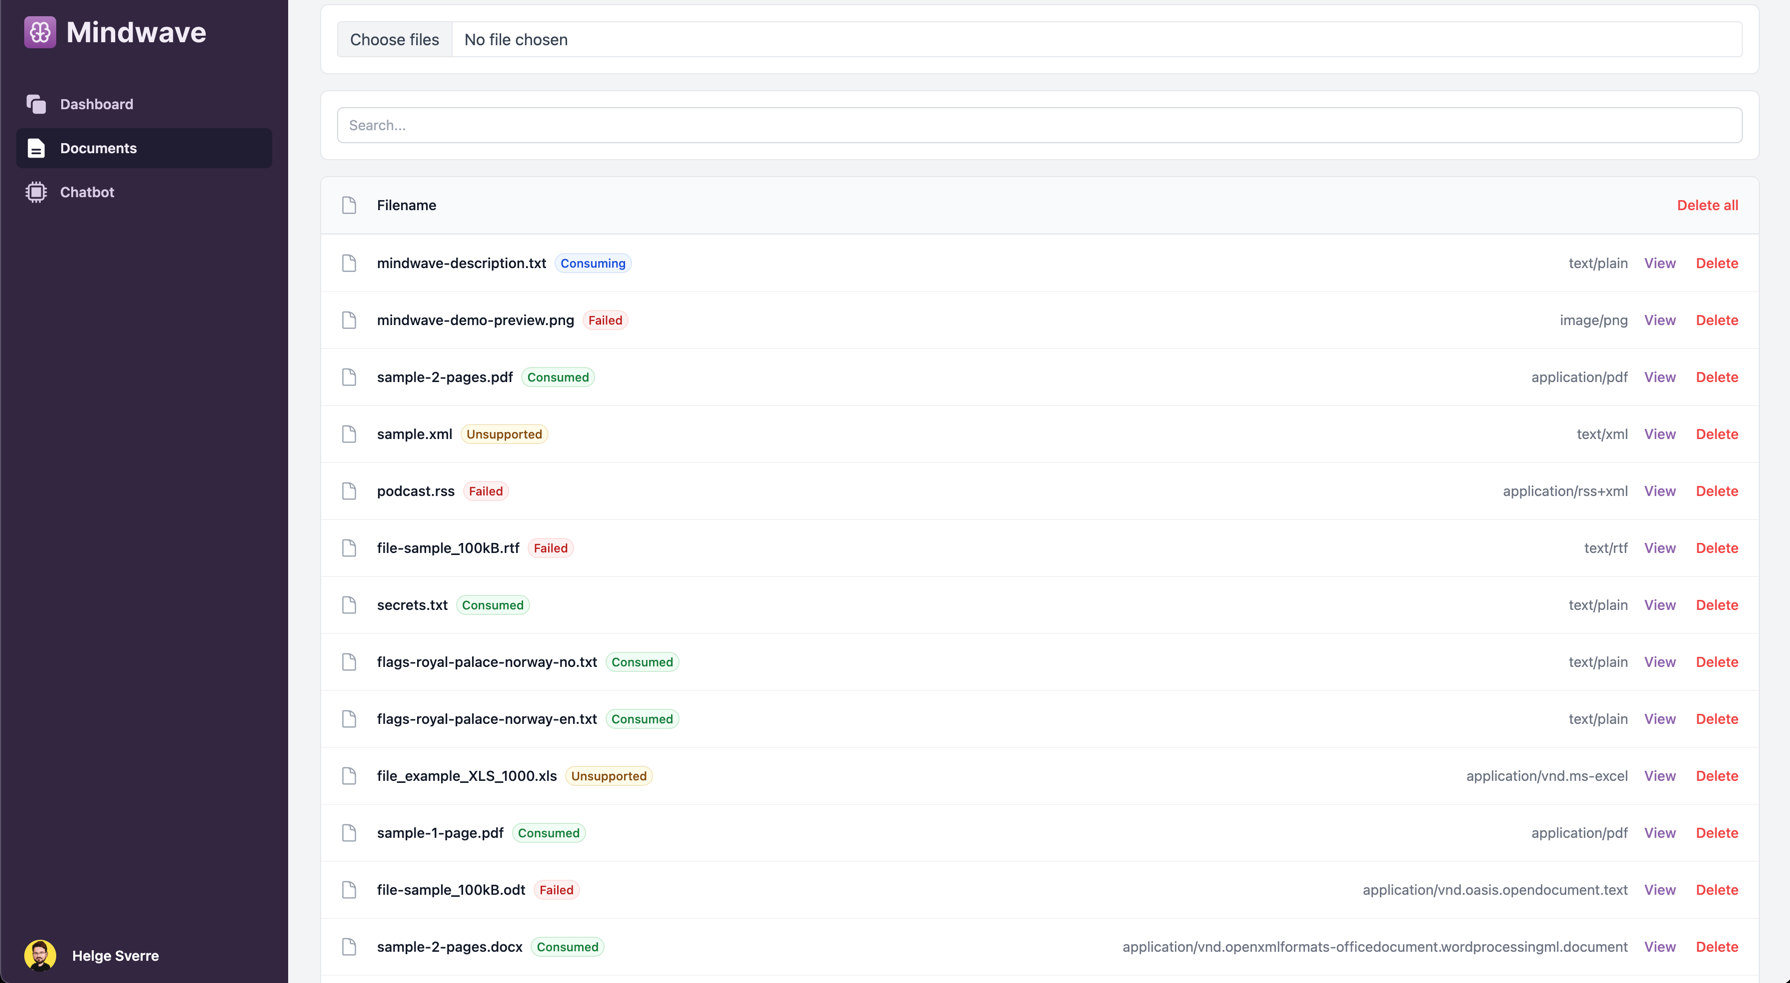 Mindwave
Dashboard
Documents
Chatbot
Helge Sverre
Choose files No file chosen
Search...
Filename Delete all
mindwave-description.txt Consuming text/plain View Delete
mindwave-demo-preview.png Failed image/png View Delete
sample-2-pages.pdf Consumed application/pdf View Delete
sample.xml Unsupported text/xml View Delete
podcast.rss Failed application/rss+xml View Delete
file-sample_100kB.rtf Failed text/rtf View Delete
secrets.txt Consumed text/plain View Delete
flags-royal-palace-norway-no.txt Consumed text/plain View Delete
flags-royal-palace-norway-en.txt Consumed text/plain View Delete
file_example_XLS_1000.xls Unsupported application/vnd.ms-excel View Delete
sample-1-page.pdf Consumed application/pdf View Delete
file-sample_100kB.odt Failed application/vnd.oasis.opendocument.text View Delete
sample-2-pages.docx Consumed application/vnd.openxmlformats-officedocument.wordprocessingml.document View Delete